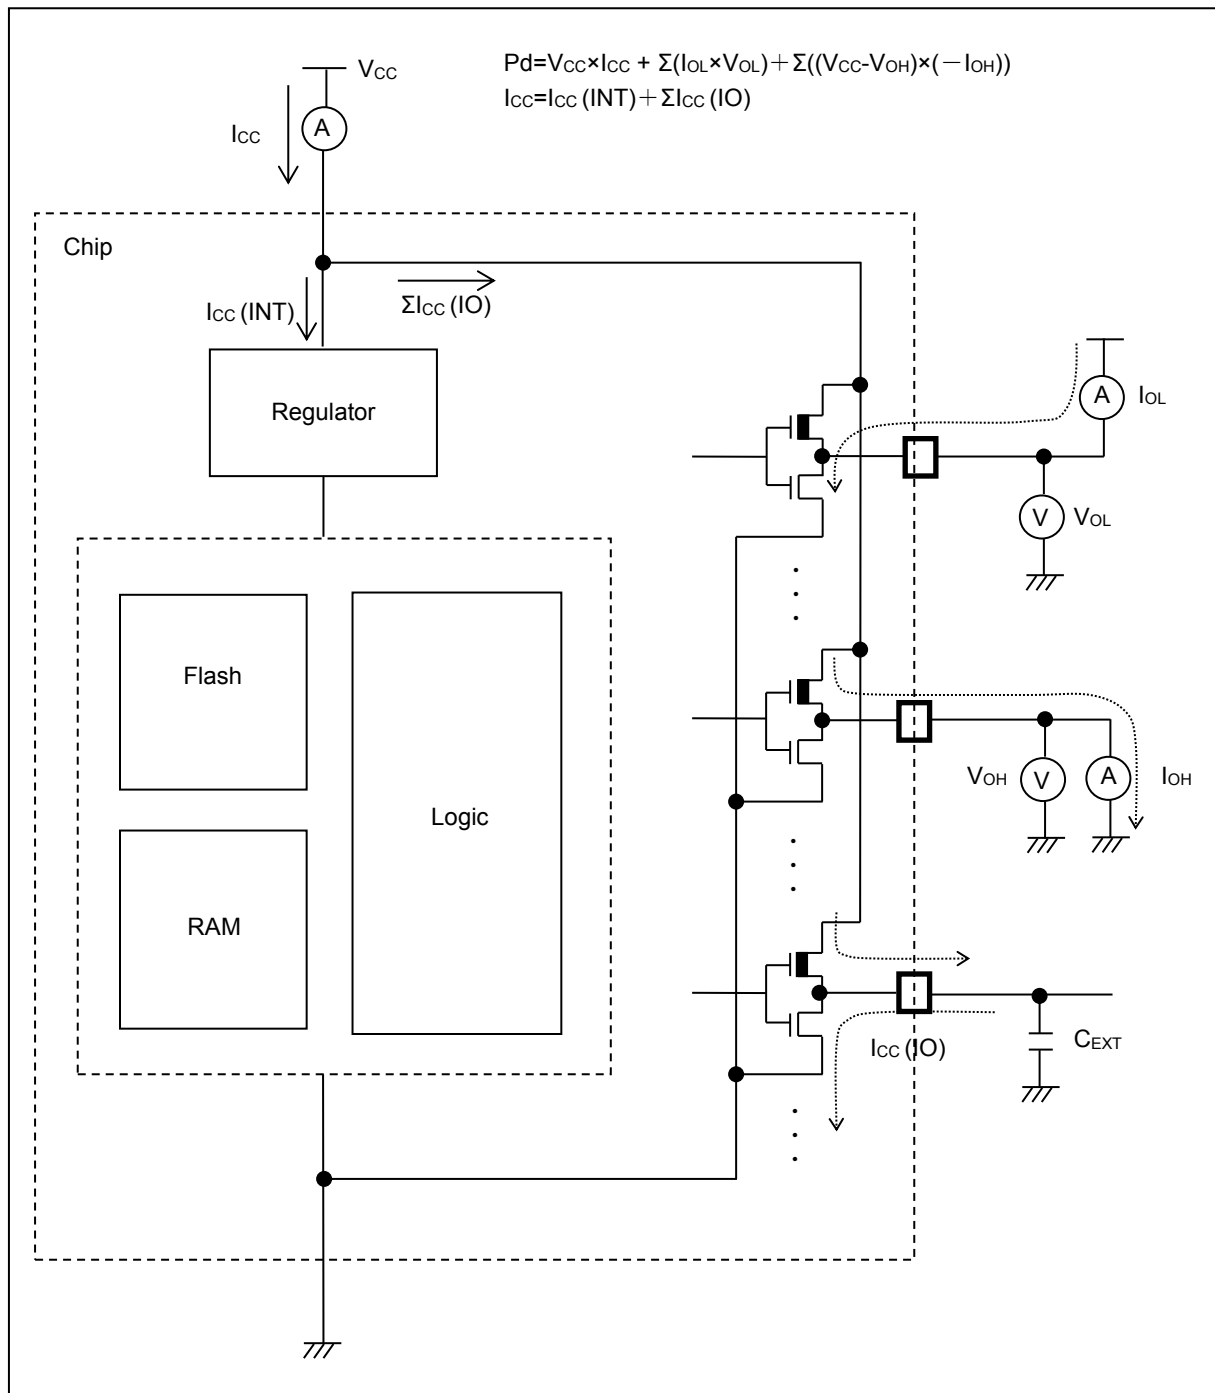 Pd=VCC×ICC + Σ(IOL×VOL)+Σ((VCC-VOH)×(-IOH))
ICC=ICC (INT)+ΣICC (IO)
VCC
A
ICC
Chip
ICC (INT)
ΣICC (IO)
Regulator
A
IOL
V
VOL
Flash
Logic
RAM
VOH
V
A
IOH
ICC (IO)
CEXT